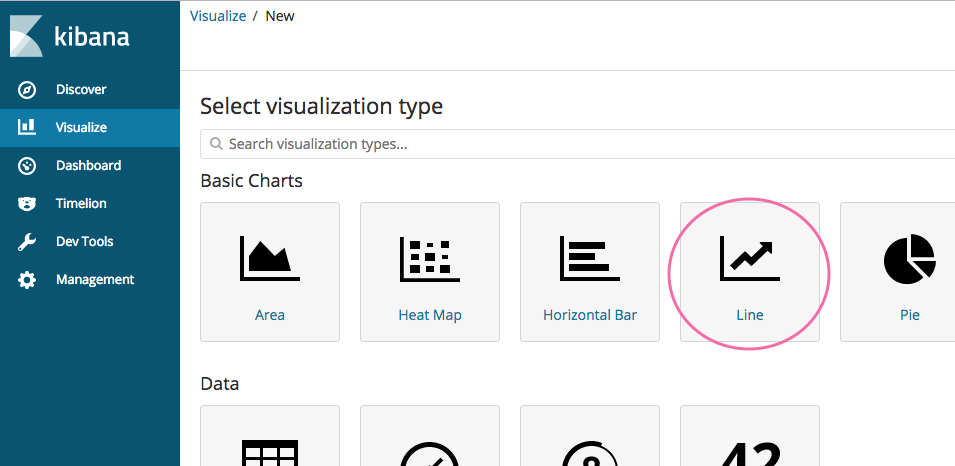 kibana
Discover
Visualize
Dashboard
Timelion
Dev Tools
Management
Visualize / New
Select visualization type
Search visualization types...
Basic Charts
Area
Heat Map
Horizontal Bar
Line
Pie
Data
8
42